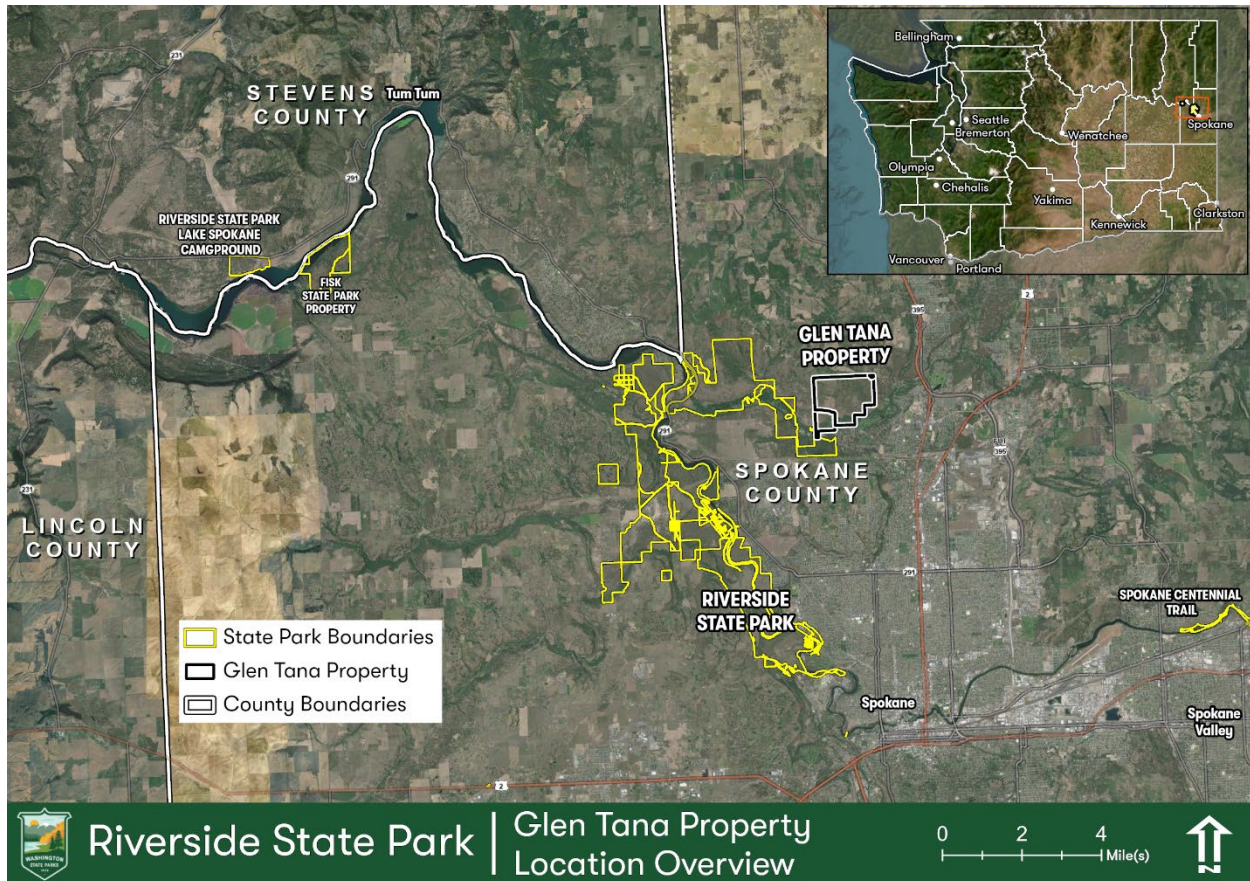 231
STEVENS
COUNTY
Tum Tum
291
RIVERSIDE STATE PARK
LAKE SPOKANE
CAMPGROUND
FISK
STATE PARK
PROPERTY
Bellingham
Seattle
Bremerton
Wenatchee
Spokane
Olympia
Chehalis
Yakima
Kennewick
Clarkston
Vancouver
Portland
395
2
GLEN TANA
PROPERTY
291
395
SPOKANE
COUNTY
231
LINCOLN
COUNTY
291
RIVERSIDE
STATE PARK
SPOKANE CENTENNIAL
TRAIL
State Park Boundaries
Glen Tana Property
County Boundaries
Spokane
Spokane
Valley
2
WASHINGTON
STATE PARKS
Riverside State Park
Glen Tana Property
Location Overview
0 2 4
Mile(s)
N